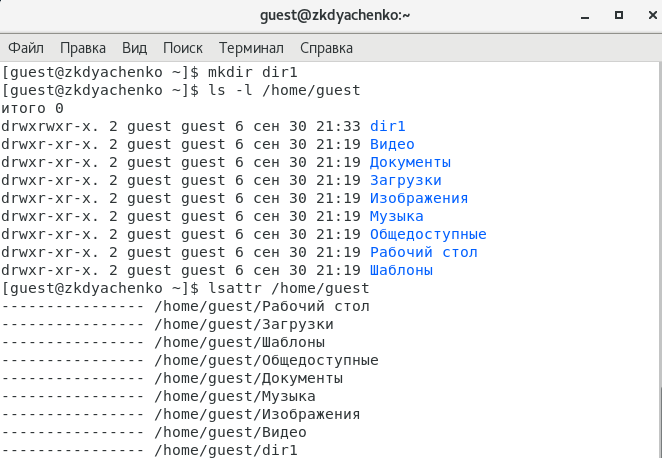 guest@zkdyachenko:~
Файл Правка Вид Поиск Терминал Справка
[guest@zkdyachenko ~]$ mkdir dir1
[guest@zkdyachenko ~]$ ls -l /home/guest
итого 0
drwxrwxr-x. 2 guest guest 6 сен 30 21:33 dir1
drwxr-xr-x. 2 guest guest 6 сен 30 21:19 Видео
drwxr-xr-x. 2 guest guest 6 сен 30 21:19 Документы
drwxr-xr-x. 2 guest guest 6 сен 30 21:19 Загрузки
drwxr-xr-x. 2 guest guest 6 сен 30 21:19 Изображения
drwxr-xr-x. 2 guest guest 6 сен 30 21:19 Музыка
drwxr-xr-x. 2 guest guest 6 сен 30 21:19 Общедоступные
drwxr-xr-x. 2 guest guest 6 сен 30 21:19 Рабочий стол
drwxr-xr-x. 2 guest guest 6 сен 30 21:19 Шаблоны
[guest@zkdyachenko ~]$ lsattr /home/guest
---------------- /home/guest/Рабочий стол
---------------- /home/guest/Загрузки
---------------- /home/guest/Шаблоны
---------------- /home/guest/Общедоступные
---------------- /home/guest/Документы
---------------- /home/guest/Музыка
---------------- /home/guest/Изображения
---------------- /home/guest/Видео
---------------- /home/guest/dir1